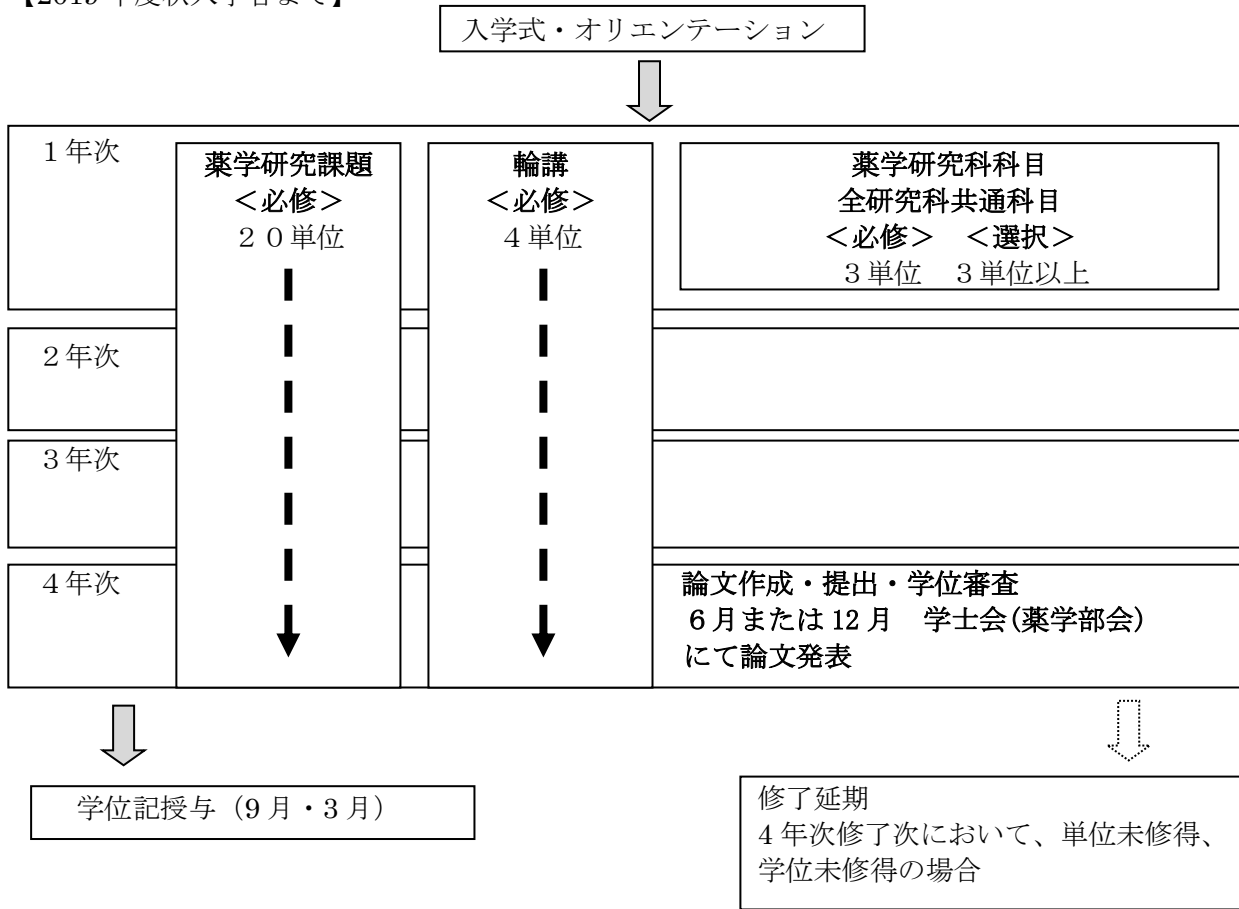 入学式・オリエンテーション
１年次
薬学研究課題
＜必修＞
２０単位
輪講
＜必修＞
４単位
薬学研究科科目
全研究科共通科目
＜必修＞　＜選択＞
３単位　３単位以上
２年次
３年次
４年次
論文作成・提出・学位審査
６月または 12 月　学士会(薬学部会)
にて論文発表
学位記授与（9 月・3 月）
修了延期
4 年次修了次において、単位未修得、
学位未修得の場合